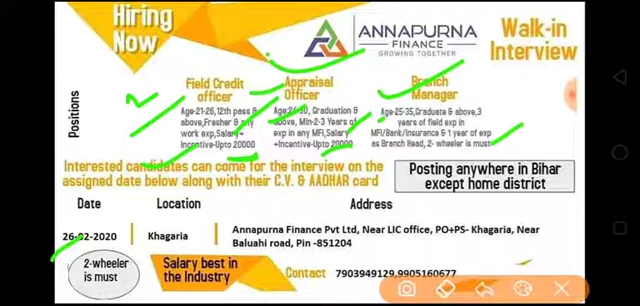 Hiring
Now
ANNAPURNA
FINANCE
GROWING TOGETHER
Walk-in
Interview
Positions
Field Credit
officer
Age-21-26, 12th pass &
above,Fresher & any
work exp,Salary+
Incentive-Upto 20000
Appraisal
Officer
Graduation &
above, Min-2-3 Years of
exp in any MFI,Salary
+Incentive-Upto 20000
Branch
Manager
Age-25-35,Graduate & above,3
years of field exp in
MFI/Bank/Insurance & 1 year of exp
as Branch Head, 2- wheeler is must
Interested candidates can come for the interview on the
assigned date below along with their C.V & AADHAR card
Posting anywhere in Bihar
except home district
Date Location Address
26-02-2020 Khagaria Annapurna Finance Pvt Ltd, Near LIC office, PO+PS- Khagaria, Near
Baluahi road, Pin -851204
2-wheeler
is must
Salary best in
the Industry
Contact 7903949129,9905160677